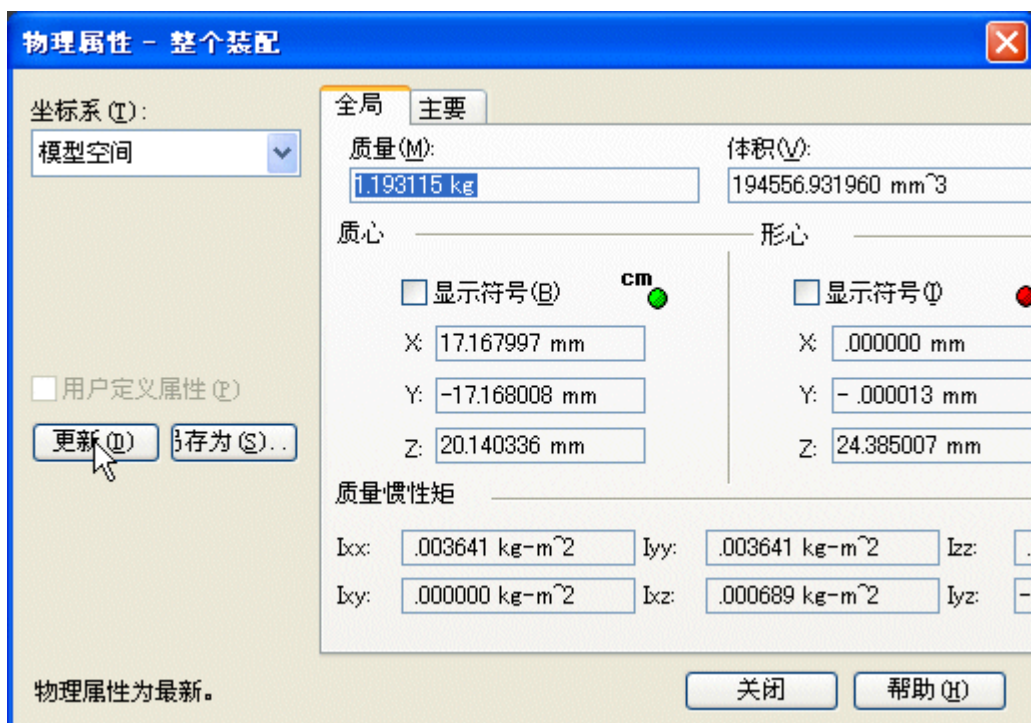 物理属性 - 整个装配
坐标系(T):
模型空间
全局 主要
质量(M): 体积(V):
1.193115 kg 194556.931960 mm^3
质心 形心
显示符号(B) cm 显示符号(I)
X: 17.167997 mm X: .000000 mm
用户定义属性(P) Y: -17.168008 mm Y: - .000013 mm
更新(D) 存为(S)..
Z: 20.140336 mm Z: 24.385007 mm
质量惯性矩
Ixx: .003641 kg-m^2 Iyy: .003641 kg-m^2 Izz: .
Ixy: .000000 kg-m^2 Ixz: .000689 kg-m^2 Iyz: -
物理属性为最新。 关闭 帮助(H)